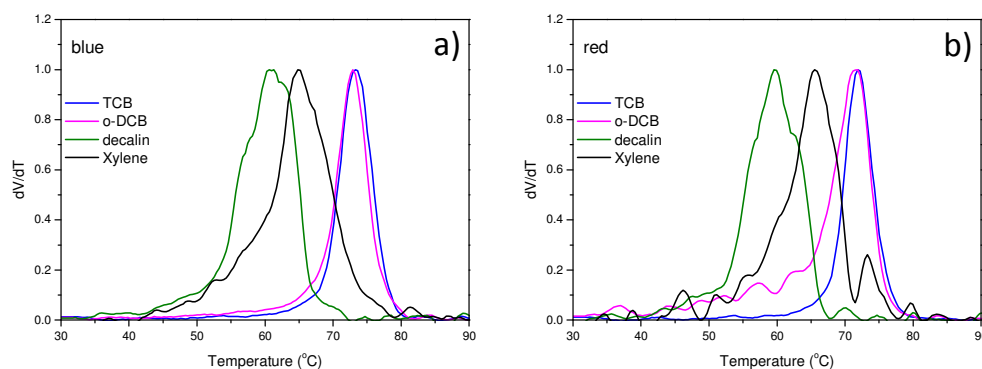 blue
a)
TCB
o-DCB
decalin
Xylene
dV/dT
1.2
1.0
0.8
0.6
0.4
0.2
0.0
30 40 50 60 70 80 90
Temperature (°C)
red
b)
TCB
o-DCB
decalin
Xylene
dV/dT
1.2
1.0
0.8
0.6
0.4
0.2
0.0
30 40 50 60 70 80 90
Temperature (°C)